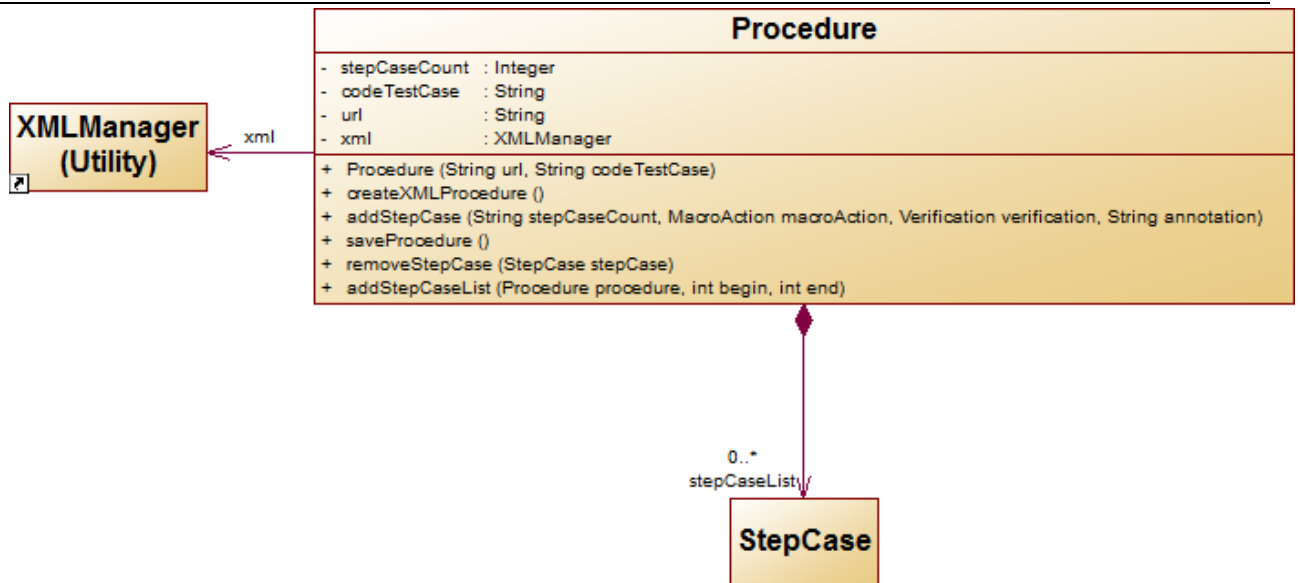 Procedure
- stepCaseCount : Integer
- codeTestCase : String
- url : String
- xml : XMLManager
XMLManager
(Utility)
xml
+ Procedure (String url, String codeTestCase)
+ createXMLProcedure ()
+ addStepCase (String stepCaseCount, MacroAction macroAction, Verification verification, String annotation)
+ saveProcedure ()
+ removeStepCase (StepCase stepCase)
+ addStepCaseList (Procedure procedure, int begin, int end)
0..*
stepCaseList
StepCase